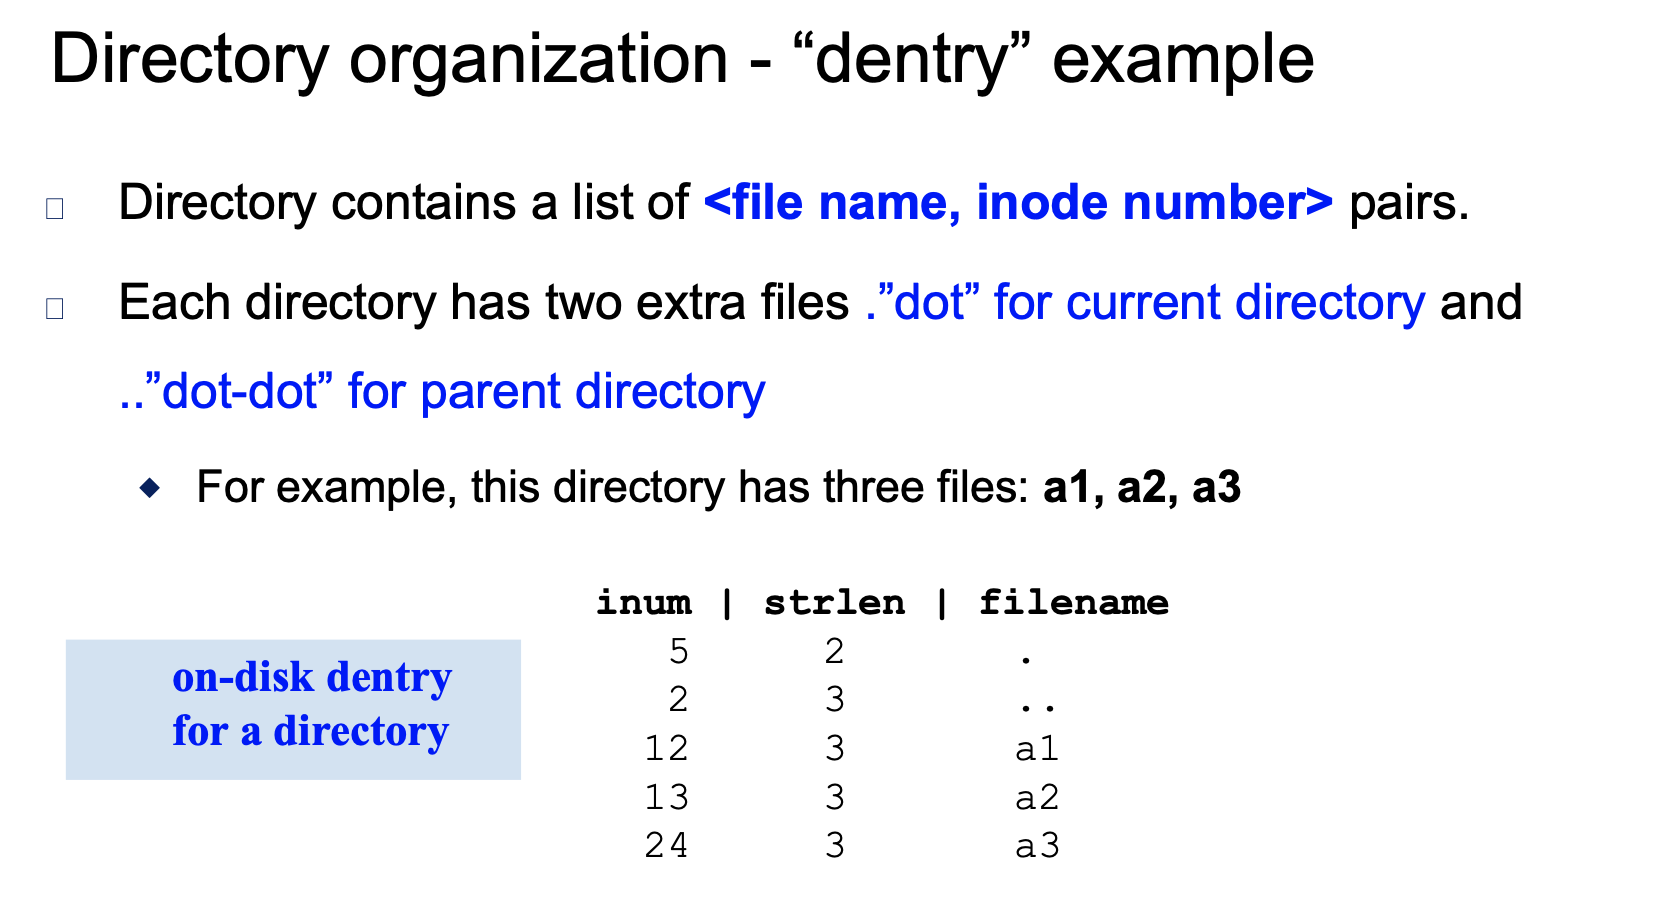 Directory organization - “dentry” example
Directory contains a list of <file name, inode number> pairs.
Each directory has two extra files .”dot” for current directory and
..”dot-dot” for parent directory
For example, this directory has three files: a1, a2, a3
inum | strlen | filename
5 2 .
2 3 ..
12 3 a1
13 3 a2
24 3 a3
on-disk dentry
for a directory